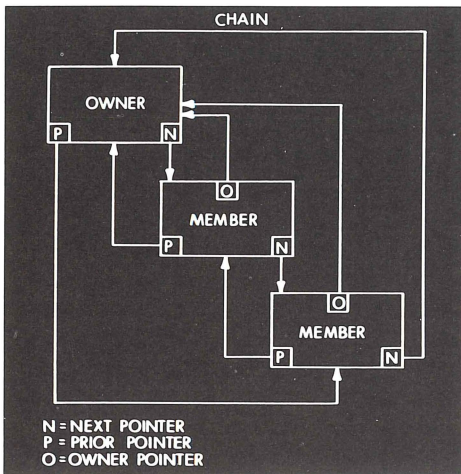 CHAIN
OWNER
P N
O
MEMBER
P N
O
MEMBER
P N
N = NEXT POINTER
P = PRIOR POINTER
O = OWNER POINTER